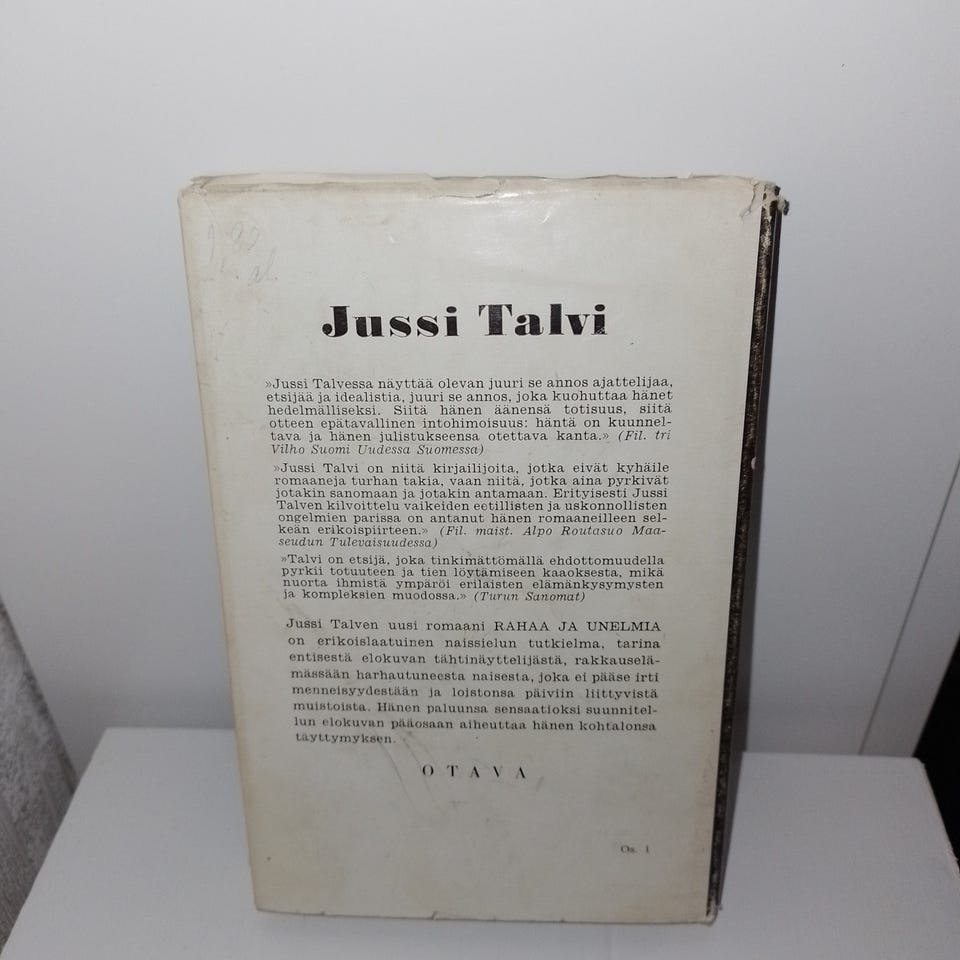 Jussi Talvi
»Jussi Talvessa näyttää olevan juuri se annos ajattelijaa,
etsijää ja idealistia, juuri se annos, joka kuohuttaa hänet
hedelmälliseksi. Siitä hänen äänensä totisuus, siitä
otteen epätavallinen intohimoisuus: häntä on kuunnel-
tava ja hänen julistukseensa otettava kanta.» (Fil. tri
Vilho Suomi Uudessa Suomessa)
»Jussi Talvi on niitä kirjailijoita, jotka eivät kyhäile
romaaneja turhan takia, vaan niitä, jotka aina pyrkivät
jotakin sanomaan ja jotakin antamaan. Erityisesti Jussi
Talven kilvoittelu vaikeiden eetillisten ja uskonnollisten
ongelmien parissa on antanut hänen romaaneilleen sel-
keän erikoispiirteen.» (Fil. maist. Alpo Routasuo Maa-
seudun Tulevaisuudessa)
»Talvi on etsijä, joka tinkimättömällä ehdottomuudella
pyrkii totuuteen ja tien löytämiseen kaaoksesta, mikä
nuorta ihmistä ympäröi erilaisten elämänkysymysten
ja kompleksien muodossa.» (Turun Sanomat)
Jussi Talven uusi romaani RAHAA JA UNELMIA
on erikoislaatuinen naissielun tutkielma, tarina
entisestä elokuvan tähtinäyttelijästä, rakkauselä-
mässään harhautuneesta naisesta, joka ei pääse irti
menneisyydestään ja loistonsa päiviin liittyvistä
muistoista. Hänen paluunsa sensaatioksi suunnitel-
lun elokuvan pääosaan aiheuttaa hänen kohtalonsa
täyttymyksen.
OTAVA
Os. 1